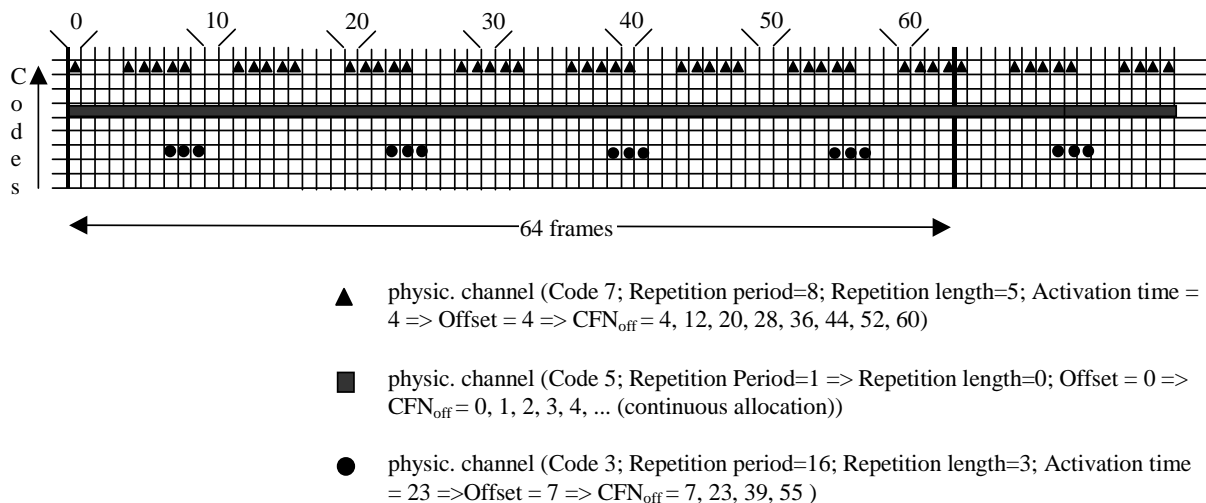 0 10 20 30 40 50 60
C
o
d
e
s
64 frames
physic. channel (Code 7; Repetition period=8; Repetition length=5; Activation time =
4 => Offset = 4 => CFNoff = 4, 12, 20, 28, 36, 44, 52, 60)
physic. channel (Code 5; Repetition Period=1 => Repetition length=0; Offset = 0 =>
CFNoff = 0, 1, 2, 3, 4, ... (continuous allocation))
physic. channel (Code 3; Repetition period=16; Repetition length=3; Activation time
= 23 =>Offset = 7 => CFNoff = 7, 23, 39, 55 )